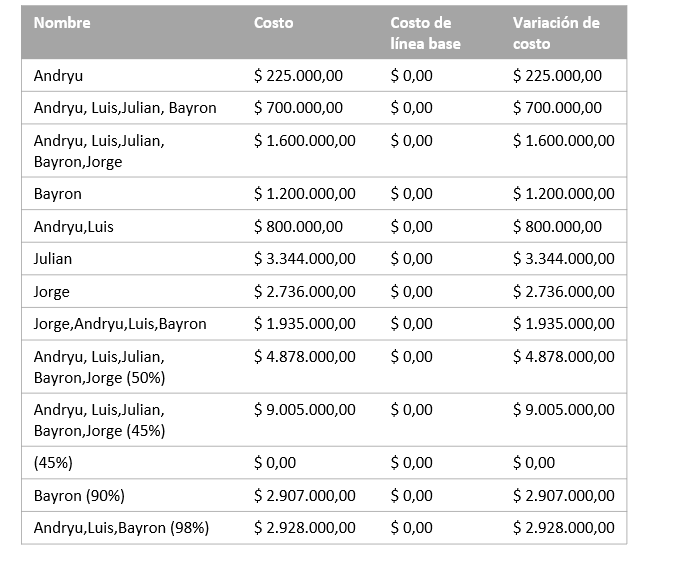 Nombre Costo Costo de línea base Variación de costo
Andryu $ 225.000,00 $ 0,00 $ 225.000,00
Andryu, Luis,Julian, Bayron $ 700.000,00 $ 0,00 $ 700.000,00
Andryu, Luis,Julian, $ 1.600.000,00 $ 0,00 $ 1.600.000,00
Bayron,Jorge
Bayron $ 1.200.000,00 $ 0,00 $ 1.200.000,00
Andryu,Luis $ 800.000,00 $ 0,00 $ 800.000,00
Julian $ 3.344.000,00 $ 0,00 $ 3.344.000,00
Jorge $ 2.736.000,00 $ 0,00 $ 2.736.000,00
Jorge,Andryu,Luis,Bayron $ 1.935.000,00 $ 0,00 $ 1.935.000,00
Andryu, Luis,Julian, $ 4.878.000,00 $ 0,00 $ 4.878.000,00
Bayron,Jorge (50%)
Andryu, Luis,Julian, $ 9.005.000,00 $ 0,00 $ 9.005.000,00
Bayron,Jorge (45%)
(45%) $ 0,00 $ 0,00 $ 0,00
Bayron (90%) $ 2.907.000,00 $ 0,00 $ 2.907.000,00
Andryu,Luis,Bayron (98%) $ 2.928.000,00 $ 0,00 $ 2.928.000,00